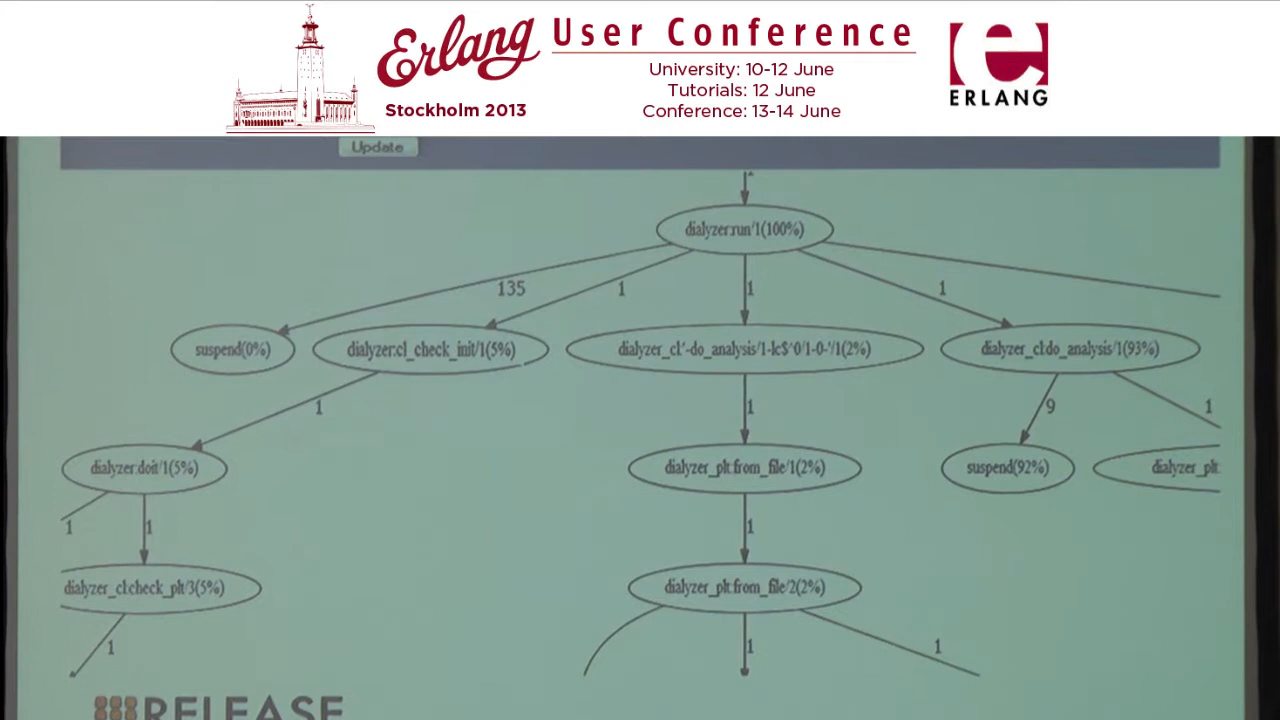 Erlang User Conference
Stockholm 2013
University: 10-12 June
Tutorials: 12 June
Conference: 13-14 June
ERLANG
Update
dialyzer:run/1(100%)
135
1
1
1
suspend(0%)
dialyzer:cl_check_init/1(5%)
dialyzer_cl:'-do_analysis/1-lc$^0/1-0-'/1(2%)
dialyzer_cl:do_analysis/1(93%)
1
1
9
1
dialyzer:doit/1(5%)
dialyzer_plt:from_file/1(2%)
suspend(92%)
dialyzer_plt:
1
1
1
dialyzer_cl:check_plt/3(5%)
dialyzer_plt:from_file/2(2%)
1
1
1
RELEASE